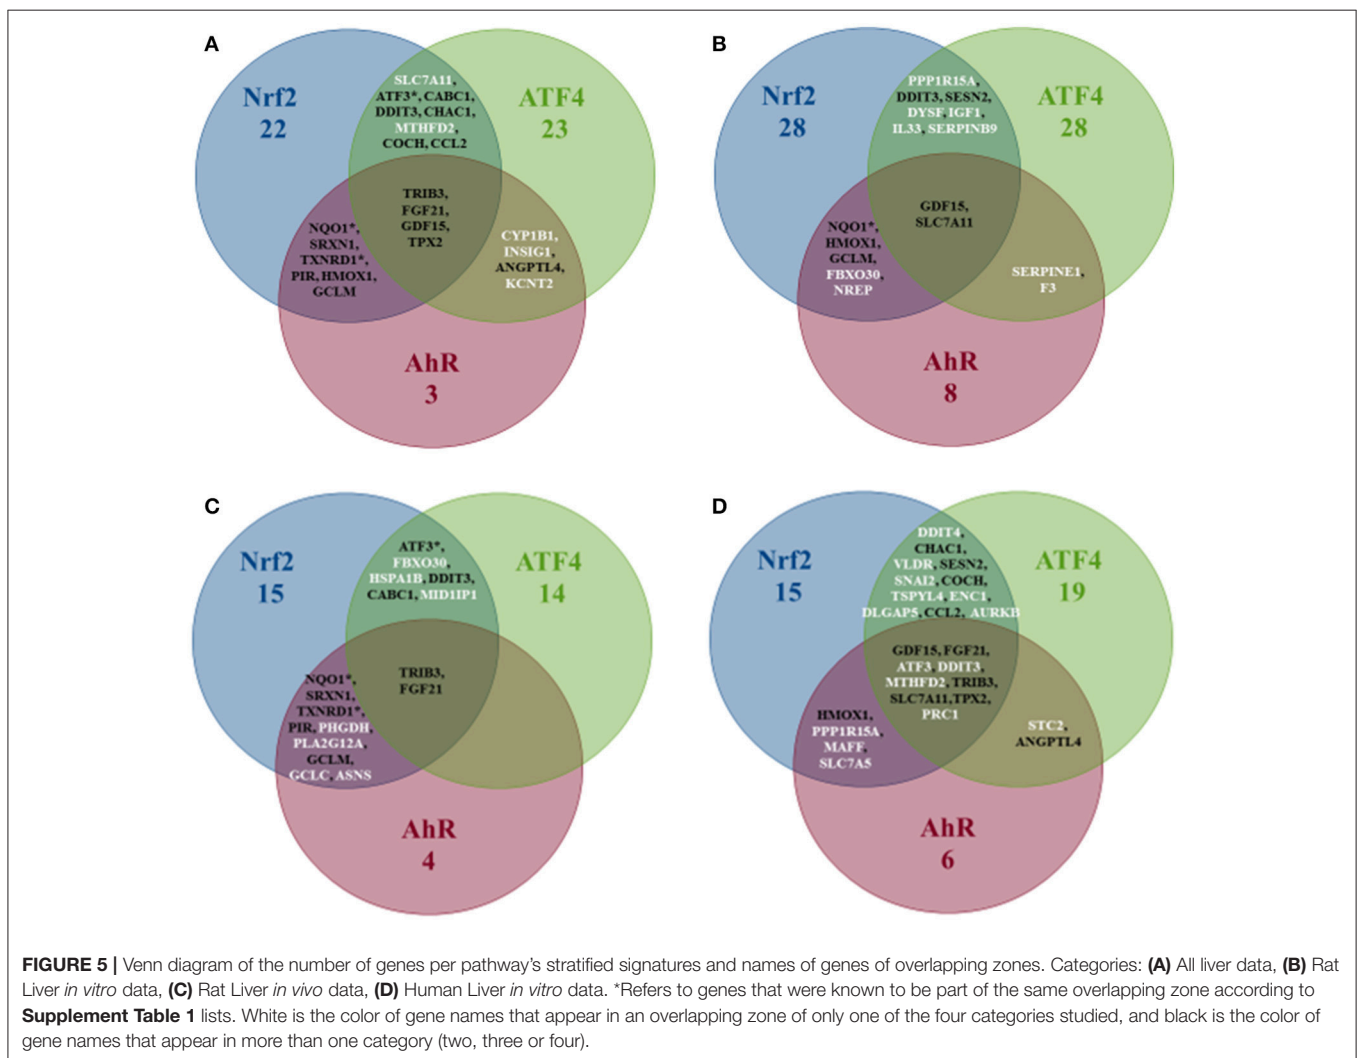 A
Nrf2
22
ATF4
23
AhR
3
SLC7A11,
ATF3*, CABC1,
DDIT3, CHAC1,
MTHFD2,
COCH, CCL2
TRIB3,
FGF21,
GDF15,
TPX2
NQO1*,
SRXN1,
TXNRD1*,
PIR, HMOX1,
GCLM
CYP1B1,
INSIG1,
ANGPTL4,
KCNT2
B
Nrf2
28
ATF4
28
AhR
8
PPP1R15A,
DDIT3, SESN2,
DYSF, IGF1,
IL33, SERPINB9
GDF15,
SLC7A11
NQO1*,
HMOX1,
GCLM,
FBXO30,
NREP
SERPINE1,
F3
C
Nrf2
15
ATF4
14
AhR
4
ATF3*,
FBXO30,
HSPA1B, DDIT3,
CABC1, MID1IP1
TRIB3,
FGF21
NQO1*,
SRXN1,
TXNRD1*,
PIR, PHGDH,
PLA2G12A,
GCLM,
GCLC, ASNS
D
Nrf2
15
ATF4
19
AhR
6
DDIT4,
CHAC1,
VLDR, SESN2,
SNAI2, COCH,
TSPYL4, ENC1,
DLGAP5, CCL2, AURKB
GDF15, FGF21,
ATF3, DDIT3,
MTHFD2, TRIB3,
SLC7A11, TPX2,
PRC1
HMOX1,
PPP1R15A,
MAFF,
SLC7A5
STC2,
ANGPTL4
FIGURE 5 | Venn diagram of the number of genes per pathway's stratified signatures and names of genes of overlapping zones. Categories: (A) All liver data, (B) Rat
Liver in vitro data, (C) Rat Liver in vivo data, (D) Human Liver in vitro data. *Refers to genes that were known to be part of the same overlapping zone according to
Supplement Table 1 lists. White is the color of gene names that appear in an overlapping zone of only one of the four categories studied, and black is the color of
gene names that appear in more than one category (two, three or four).